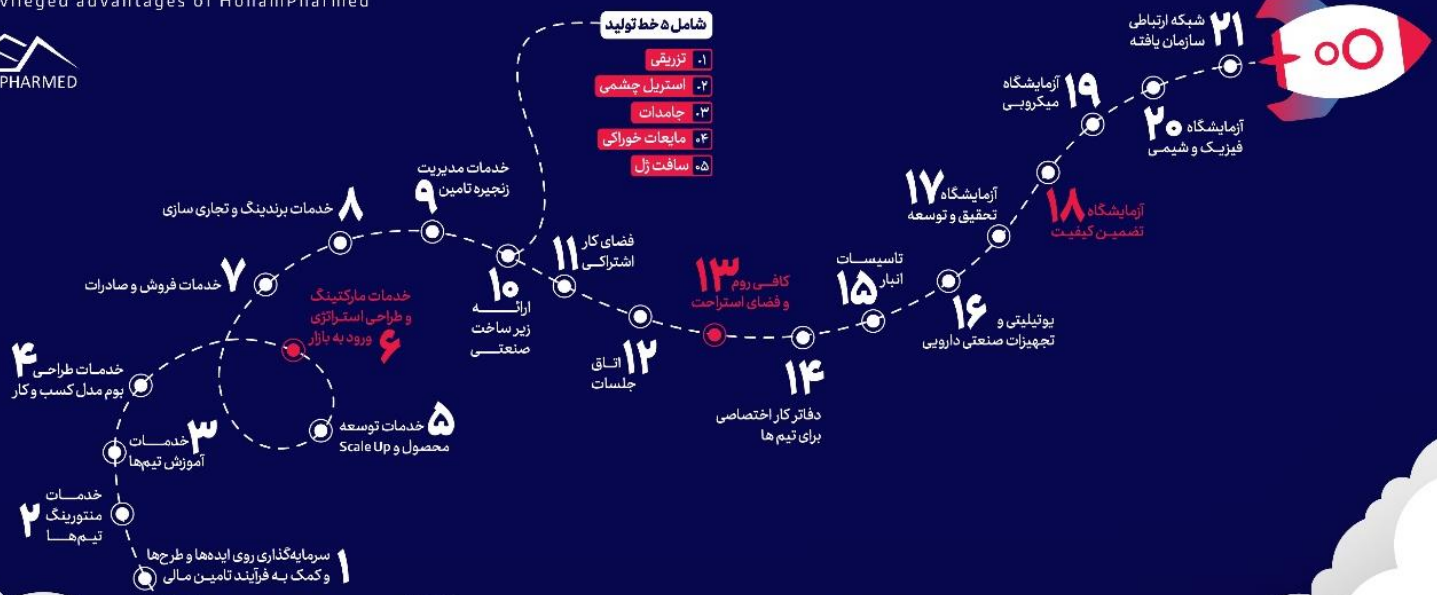 advantages of HonamPharmed
PHARMED
۱
سرمایه‌گذاری روی ایده‌ها و طرح‌ها
و کمک به فرآیند تامین مالی
۲
خدمات
منتورینگ
تیم‌ها
۳
خدمات
آموزش تیم‌ها
۴
خدمات طراحی
بوم مدل کسب و کار
۵
خدمات توسعه
محصول و Scale Up
۶
خدمات مارکتینگ
و طراحی استراتژی
ورود به بازار
۷
خدمات فروش و صادرات
۸
خدمات برندینگ و تجاری سازی
۹
خدمات مدیریت
زنجیره تامین
۱۰
ارائه
زیر ساخت
صنعتی
شامل ۵ خط تولید
۰۱ تزریقی
۰۲ استریل چشمی
۰۳ جامدات
۰۴ مایعات خوراکی
۰۵ سافت ژل
۱۱
فضای کار
اشتراکی
۱۲
اتاق
جلسات
۱۳
کافی روم
و فضای استراحت
۱۴
دفاتر کار اختصاصی
برای تیم ها
۱۵
تاسیسات
انبار
۱۶
یوتیلیتی و
تجهیزات صنعتی دارویی
۱۷
آزمایشگاه
تحقیق و توسعه
۱۸
آزمایشگاه
تضمین کیفیت
۱۹
آزمایشگاه
میکروبی
۲۰
آزمایشگاه
فیزیک و شیمی
۲۱
شبکه ارتباطی
سازمان یافته